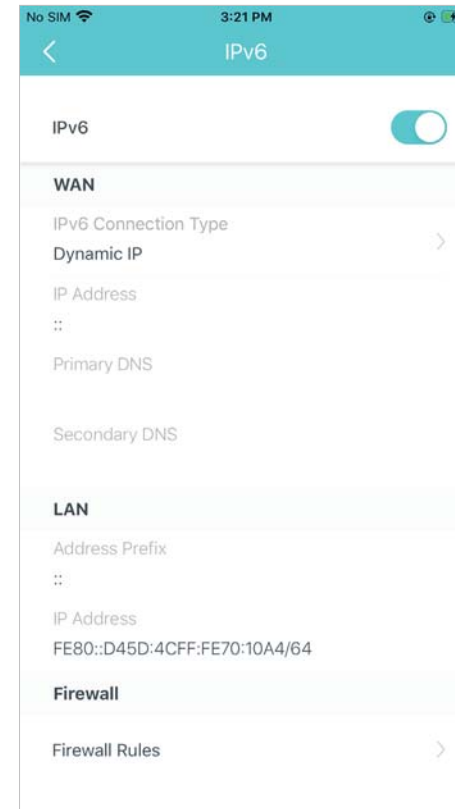 No SIM 3:21 PM
IPv6
IPv6
WAN
IPv6 Connection Type
Dynamic IP
IP Address
::
Primary DNS
Secondary DNS
LAN
Address Prefix
::
IP Address
FE80::D45D:4CFF:FE70:10A4/64
Firewall
Firewall Rules